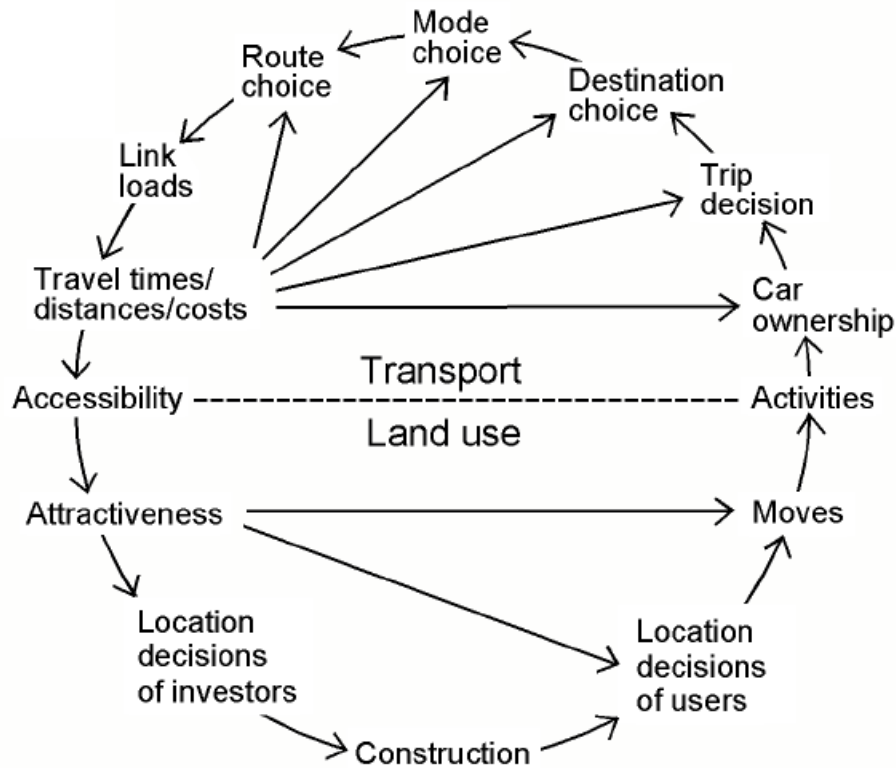 Mode
choice
Route
choice
Destination
choice
Link
loads
Trip
decision
Travel times/
distances/costs
Car
ownership
Transport
Accessibility
Activities
Land use
Attractiveness
Moves
Location
decisions
of investors
Location
decisions
of users
Construction